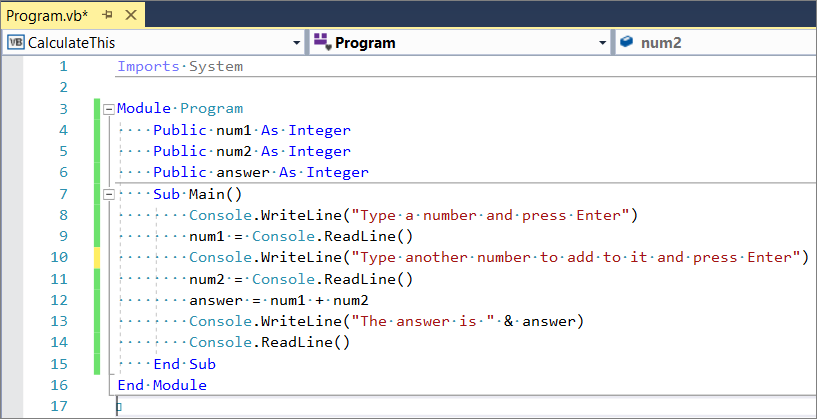 Program.vb*
CalculateThis Program num2
1 Imports System
2
3 Module Program
4 Public num1 As Integer
5 Public num2 As Integer
6 Public answer As Integer
7 Sub Main()
8 Console.WriteLine("Type a number and press Enter")
9 num1 = Console.ReadLine()
10 Console.WriteLine("Type another number to add to it and press Enter")
11 num2 = Console.ReadLine()
12 answer = num1 + num2
13 Console.WriteLine("The answer is " & answer)
14 Console.ReadLine()
15 End Sub
16 End Module
17